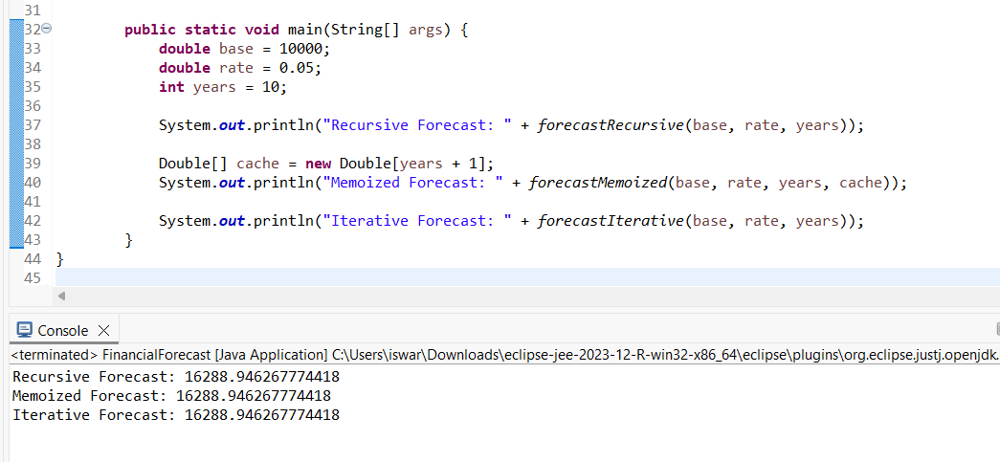 31
32 public static void main(String[] args) {
33 double base = 10000;
34 double rate = 0.05;
35 int years = 10;
36
37 System.out.println("Recursive Forecast: " + forecastRecursive(base, rate, years));
38
39 Double[] cache = new Double[years + 1];
40 System.out.println("Memoized Forecast: " + forecastMemoized(base, rate, years, cache));
41
42 System.out.println("Iterative Forecast: " + forecastIterative(base, rate, years));
43 }
44 }
45
Console
<terminated> FinancialForecast [Java Application] C:\Users\iswar\Downloads\eclipse-jee-2023-12-R-win32-x86_64\eclipse\plugins\org.eclipse.justj.openjdk.
Recursive Forecast: 16288.946267774418
Memoized Forecast: 16288.946267774418
Iterative Forecast: 16288.946267774418